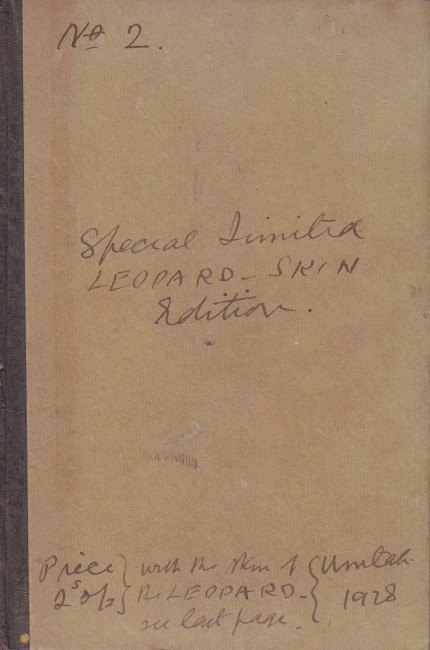 No 2.
Special Limited
LEOPARD - SKIN
Edition.
Price } with the skin of { Umtali
2s 0/2 } the LEOPARD - { 1928
see last page.